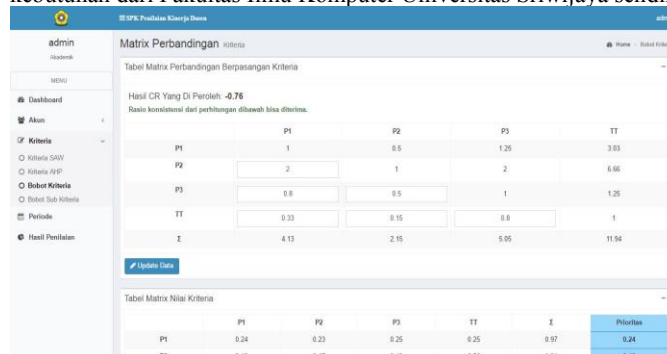 kebutuhan dari Fakultas Ilmu Komputer Universitas Sriwijaya sendiri
SPK Penilaian Kinerja Dosen
admin
Akademik
MENU
Dashboard
Akun
Kriteria
Kriteria SAW
Kriteria AHP
Bobot Kriteria
Bobot Sub Kriteria
Periode
Hasil Penilaian
Matrix Perbandingan Kriteria
Home
Tabel Matrix Perbandingan Berpasangan Kriteria
Hasil CR Yang Di Peroleh: -0.76
Rasio konsistensi dari perhitungan dibawah bisa diterima.
P1 P2 P3 TT
P1 1 0.5 1.25 3.03
P2 2 1 2 6.66
P3 0.8 0.5 1 1.25
TT 0.33 0.15 0.8 1
Σ 4.13 2.15 5.05 11.94
Update Data
Tabel Matrix Nilai Kriteria
P1 P2 P3 TT Σ Prioritas
P1 0.24 0.23 0.25 0.25 0.97 0.24